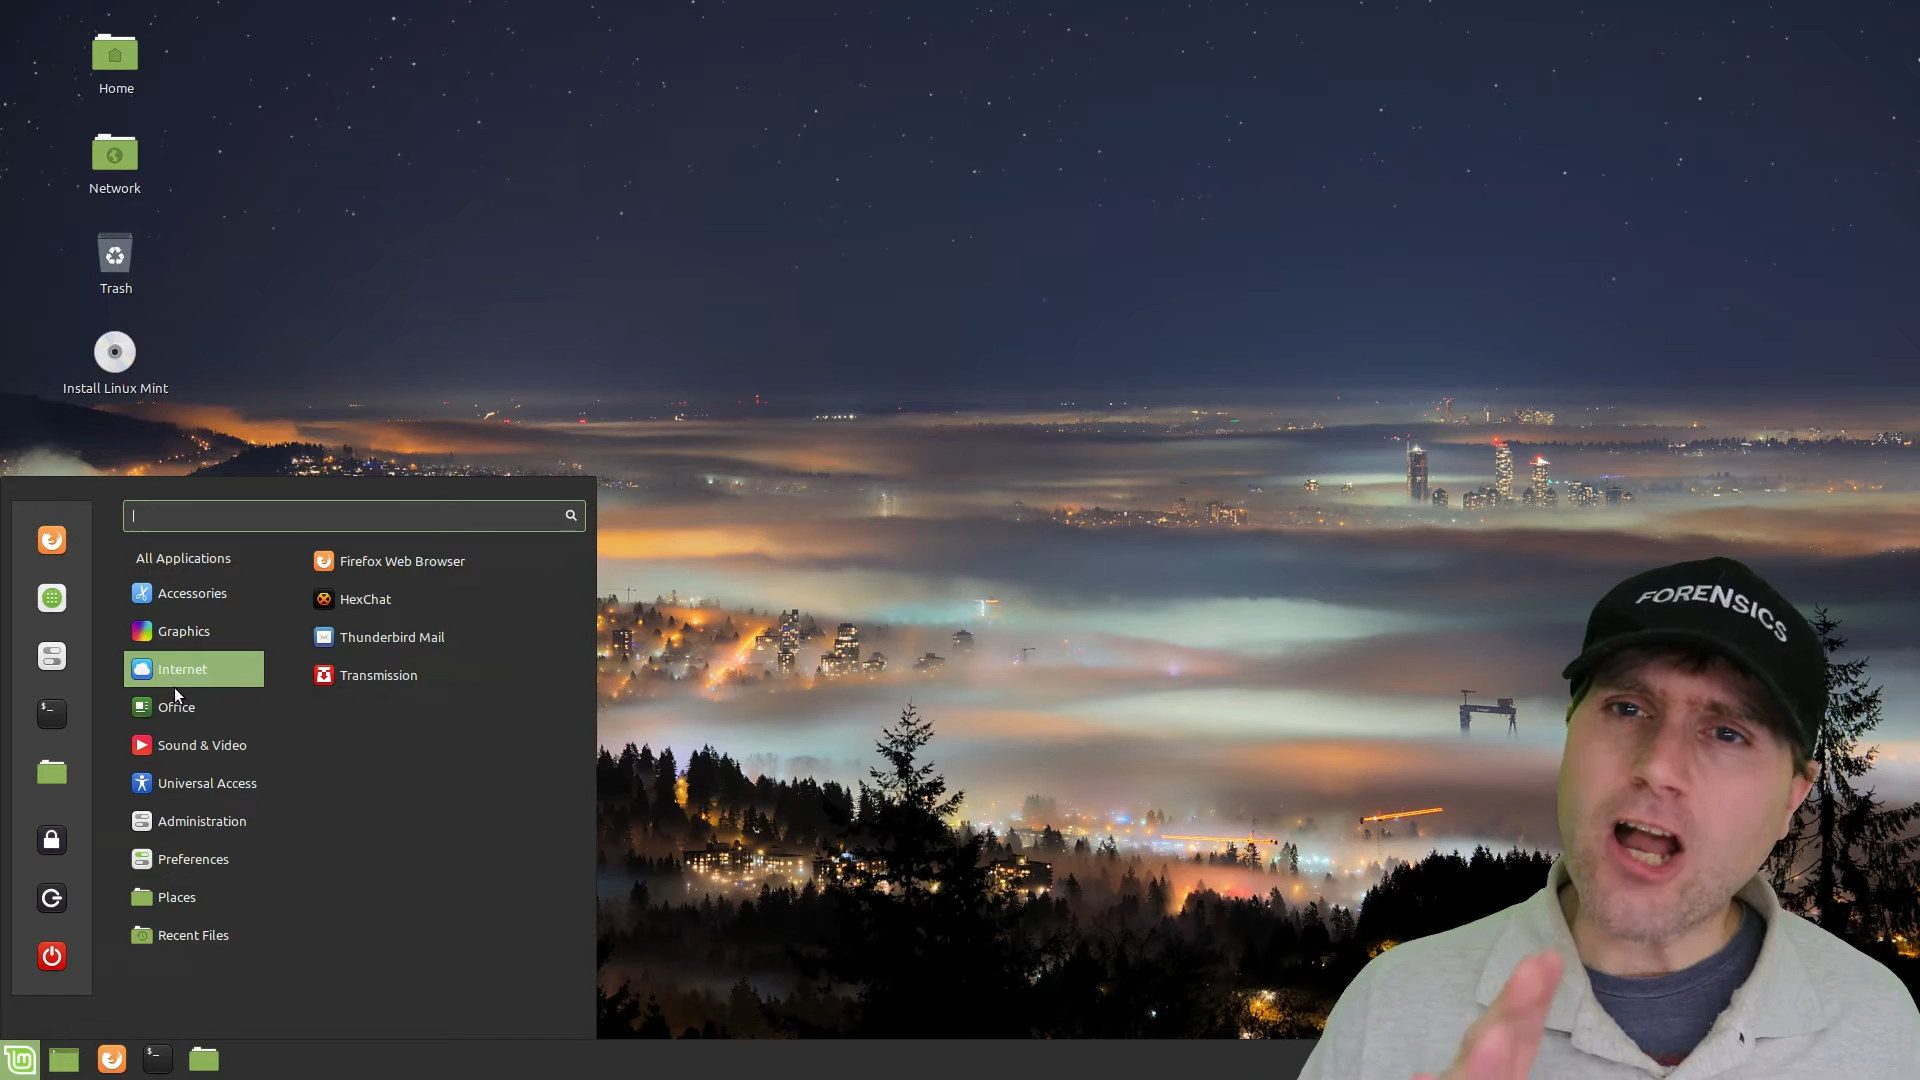 Home
Network
Trash
Install Linux Mint
All Applications
Accessories
Graphics
Internet
Office
Sound & Video
Universal Access
Administration
Preferences
Places
Recent Files
Firefox Web Browser
HexChat
Thunderbird Mail
Transmission
$_
$_
lm
FORENSICS